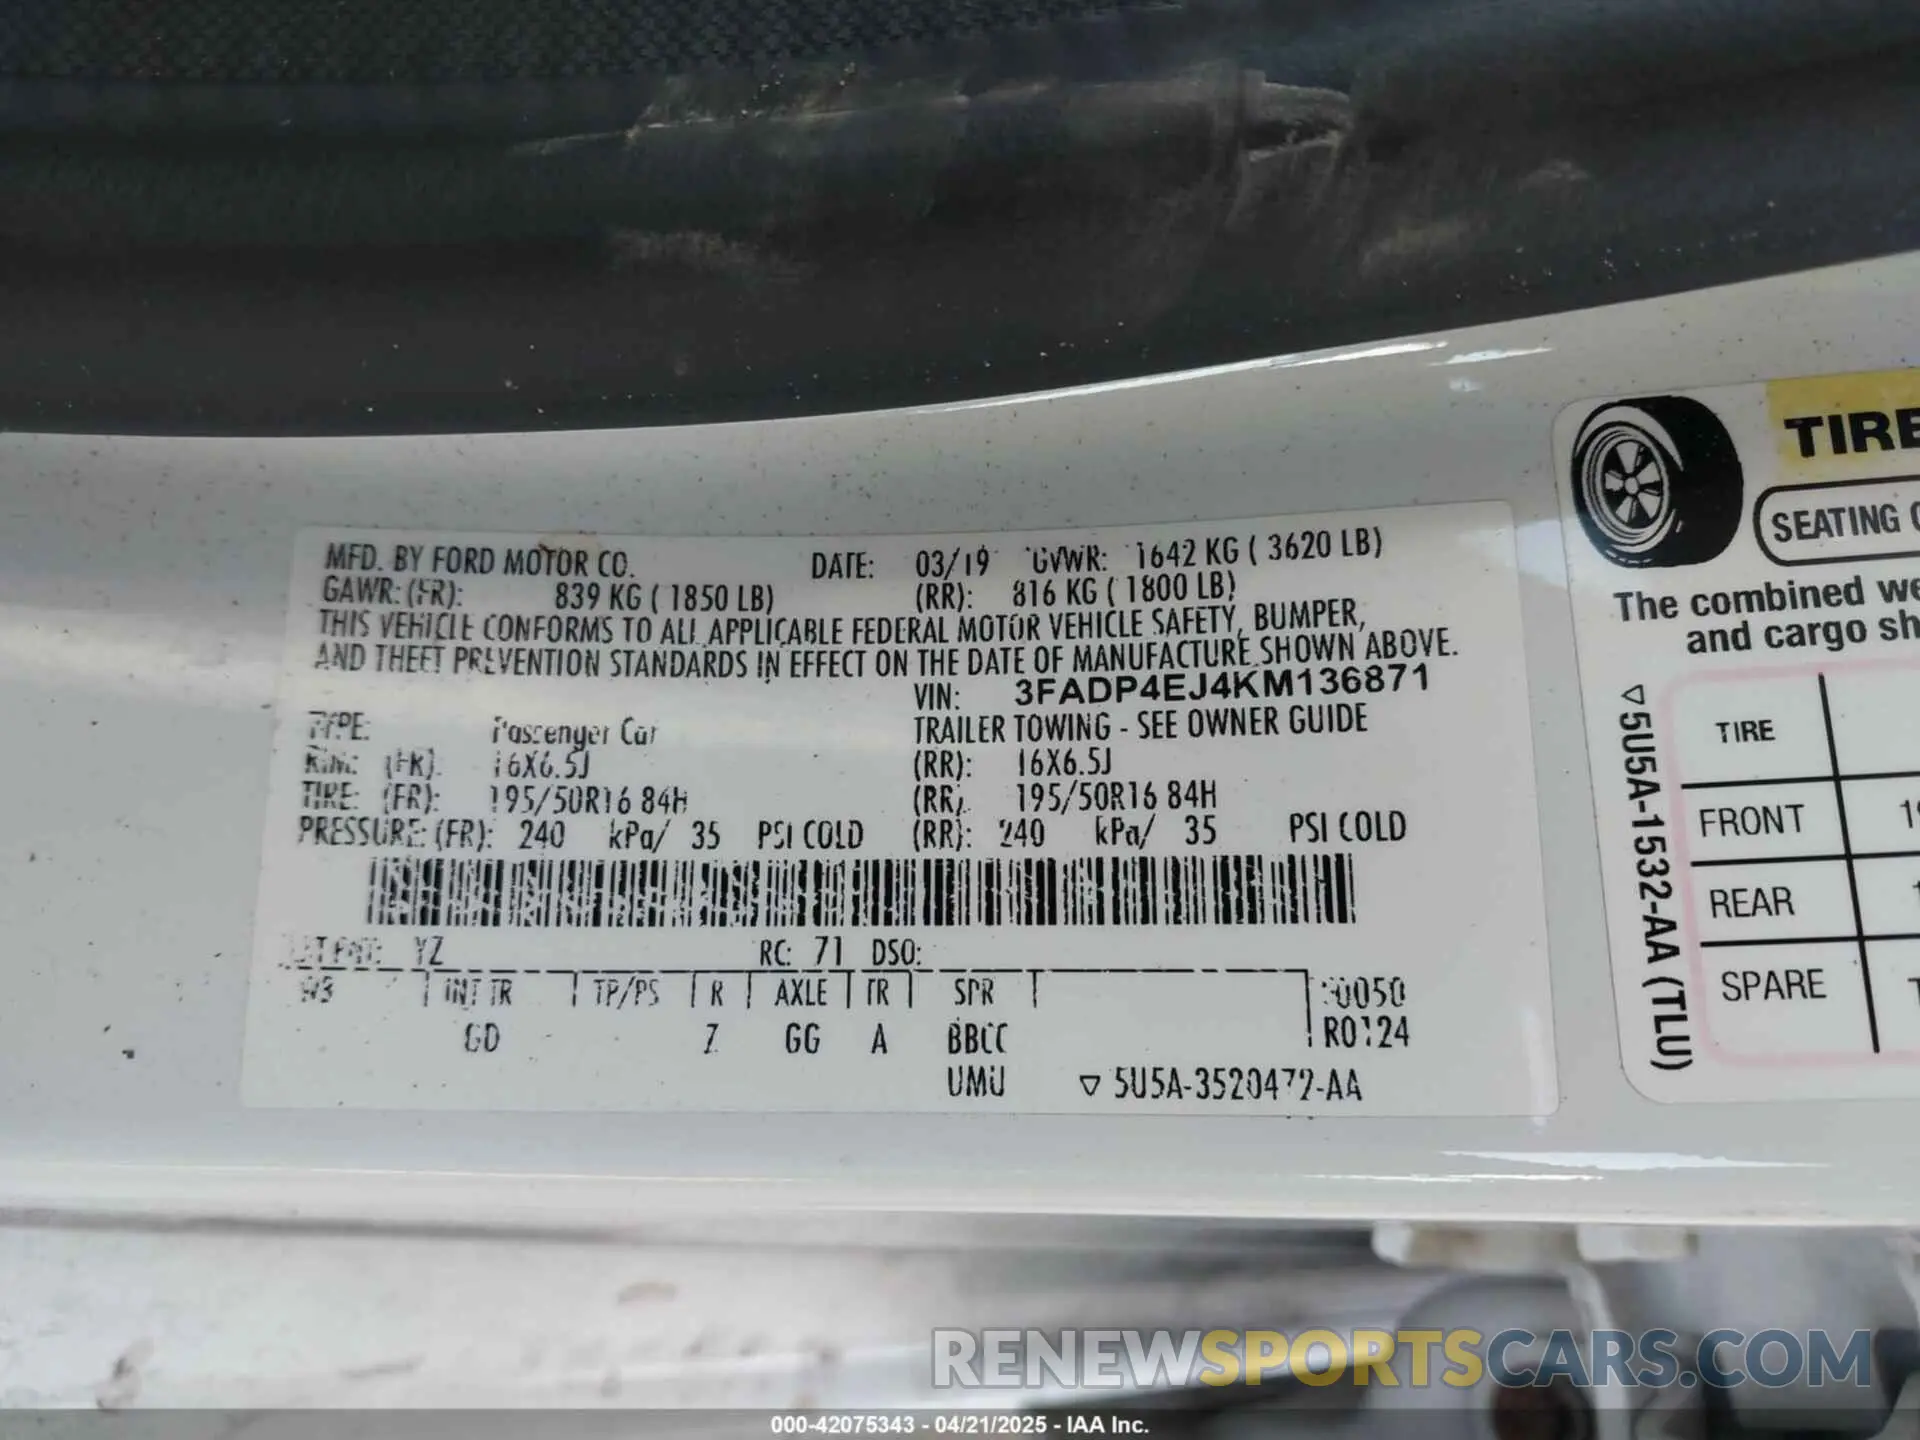 MFD. BY FORD MOTOR CO. DATE: 03/19 GVWR: 1642 KG ( 3620 LB)
GAWR: (FR): 839 KG ( 1850 LB) (RR): 816 KG ( 1800 LB)
THIS VEHICLE CONFORMS TO ALL APPLICABLE FEDERAL MOTOR VEHICLE SAFETY, BUMPER,
AND THEFT PREVENTION STANDARDS IN EFFECT ON THE DATE OF MANUFACTURE SHOWN ABOVE.
VIN: 3FADP4EJ4KM136871
TYPE: Passenger Car TRAILER TOWING - SEE OWNER GUIDE
RIM: (FR): 16X6.5J (RR): 16X6.5J
TIRE: (FR): 195/50R16 84H (RR): 195/50R16 84H
PRESSURE: (FR): 240 kPa/ 35 PSI COLD (RR): 240 kPa/ 35 PSI COLD
YZ RC: 71 DSO:
WB INT TR TP/PS R AXLE TR SPR
GD Z GG A BBCC R0124
UMU ▽ 5U5A-3520472-AA
TIRE
SEATING
The combined
and cargo
▽5U5A-1532-AA (TLU)
TIRE
FRONT
REAR
SPARE
RENEWSPORTSCARS.COM
000-42075343 - 04/21/2025 - IAA Inc.